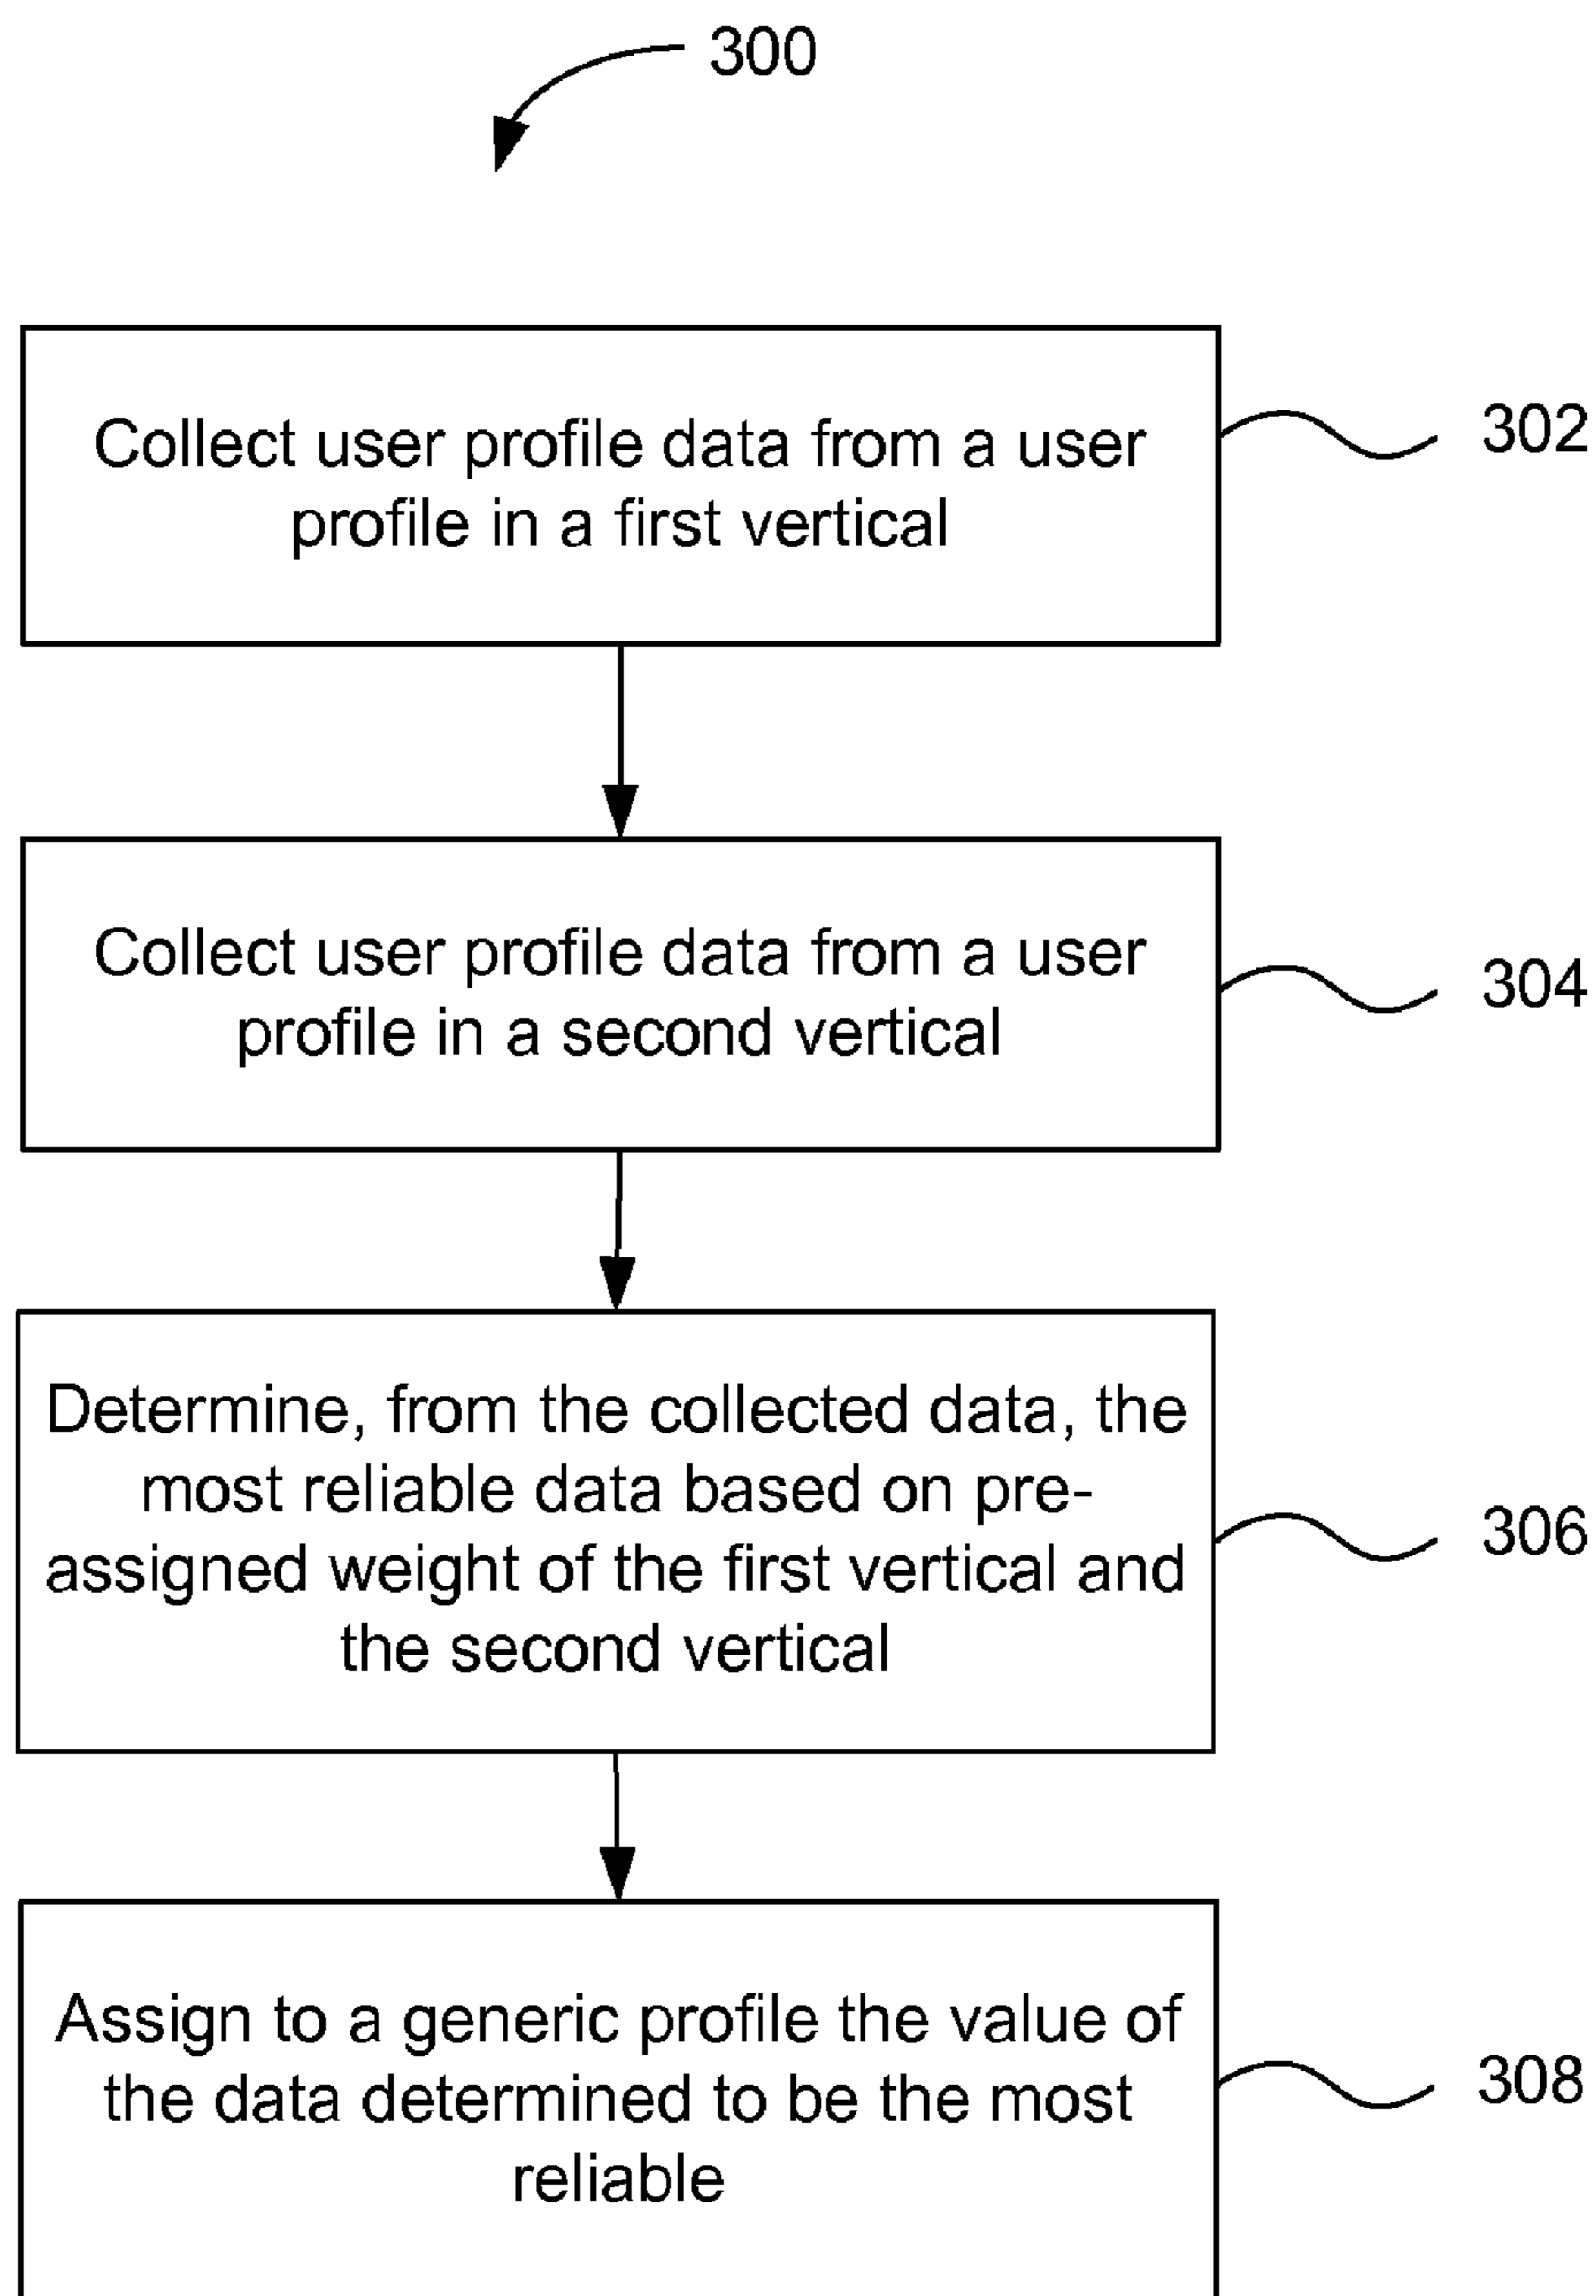 300
Collect user profile data from a user
profile in a first vertical
302
Collect user profile data from a user
profile in a second vertical
304
Determine, from the collected data, the
most reliable data based on pre-
assigned weight of the first vertical and
the second vertical
306
Assign to a generic profile the value of
the data determined to be the most
reliable
308